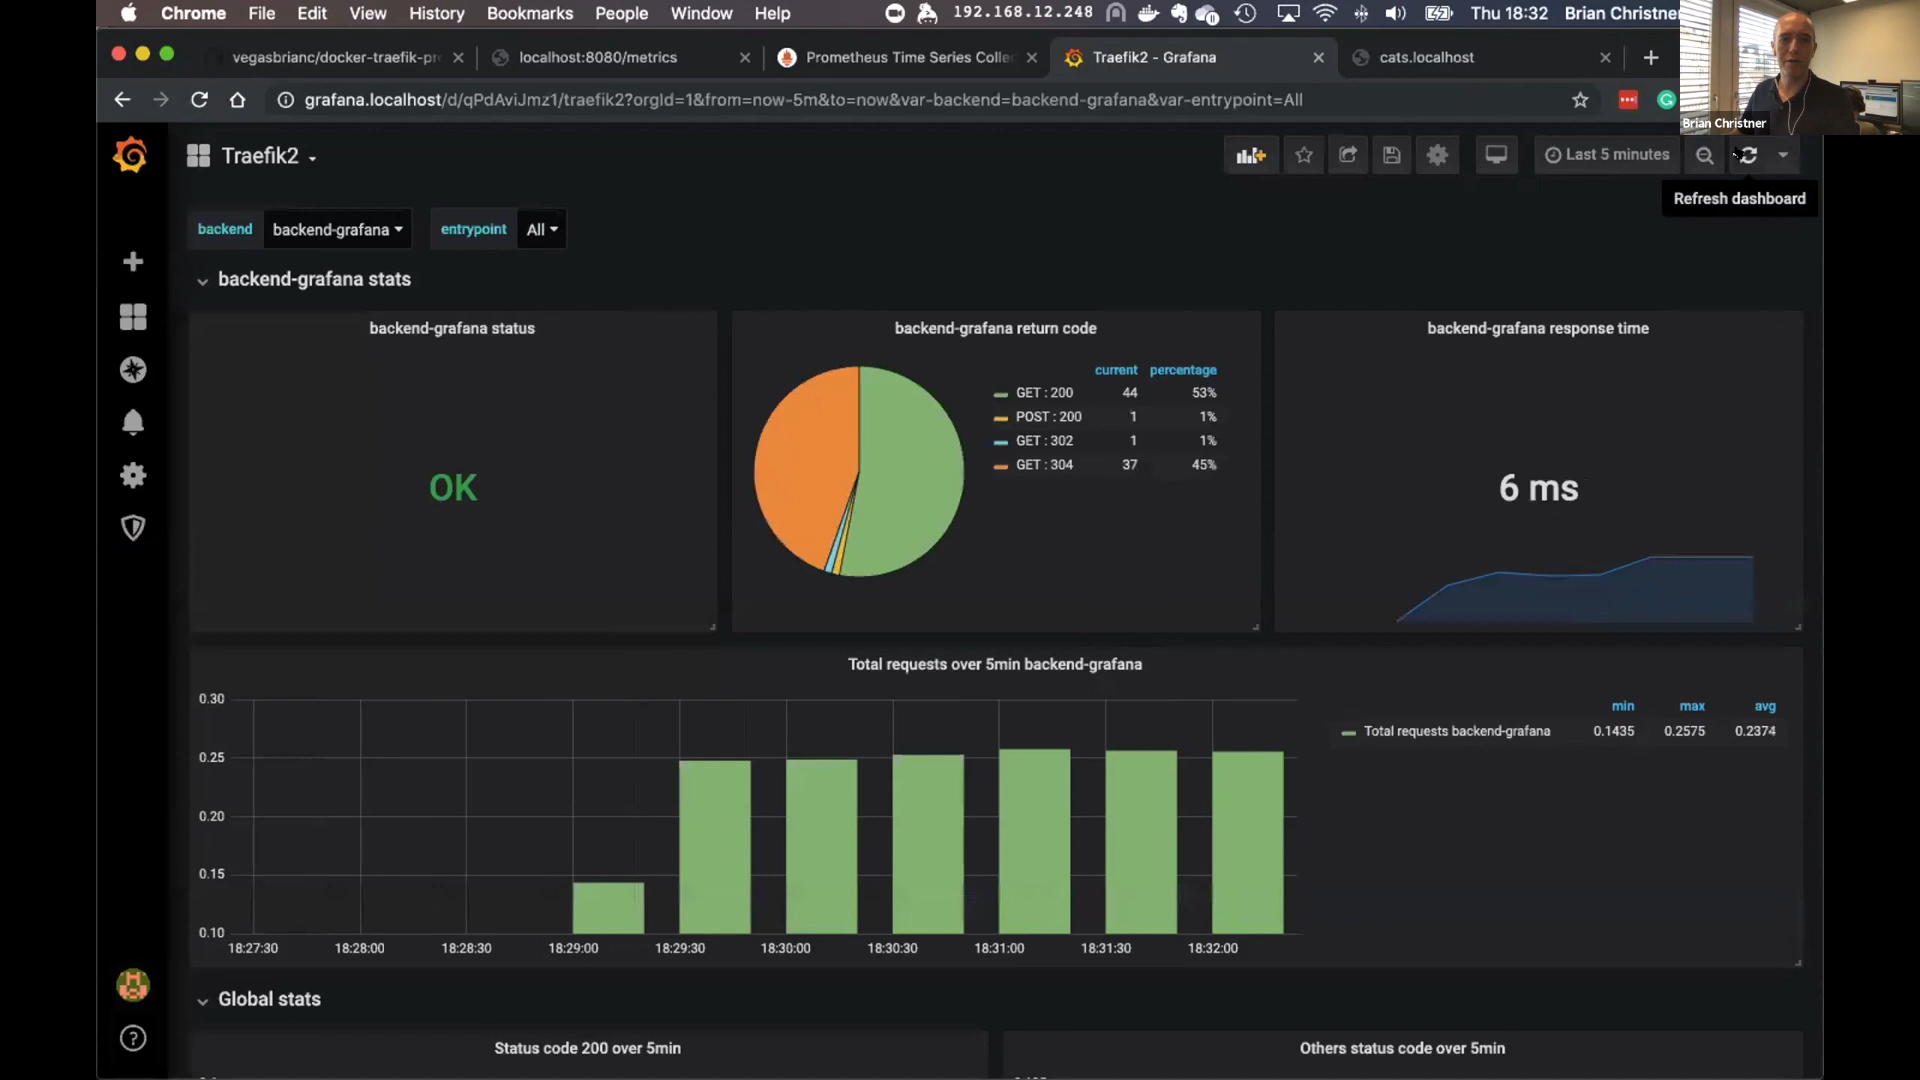 Chrome File Edit View History Bookmarks People Window Help 192.168.12.248 Thu 18:32 Brian Christner
vegasbrianc/docker-traefik-pr
localhost:8080/metrics
Prometheus Time Series Collec
Traefik2 - Grafana
cats.localhost
grafana.localhost/d/qPdAviJmz1/traefik2?orgId=1&from=now-5m&to=now&var-backend=backend-grafana&var-entrypoint=All
Brian Christner
Traefik2
Last 5 minutes
Refresh dashboard
backend backend-grafana entrypoint All
backend-grafana stats
backend-grafana status
OK
backend-grafana return code
current percentage
GET : 200 44 53%
POST : 200 1 1%
GET : 302 1 1%
GET : 304 37 45%
backend-grafana response time
6 ms
Total requests over 5min backend-grafana
0.30
0.25
0.20
0.15
0.10
18:27:30 18:28:00 18:28:30 18:29:00 18:29:30 18:30:00 18:30:30 18:31:00 18:31:30 18:32:00
min max avg
Total requests backend-grafana 0.1435 0.2575 0.2374
Global stats
Status code 200 over 5min
Others status code over 5min